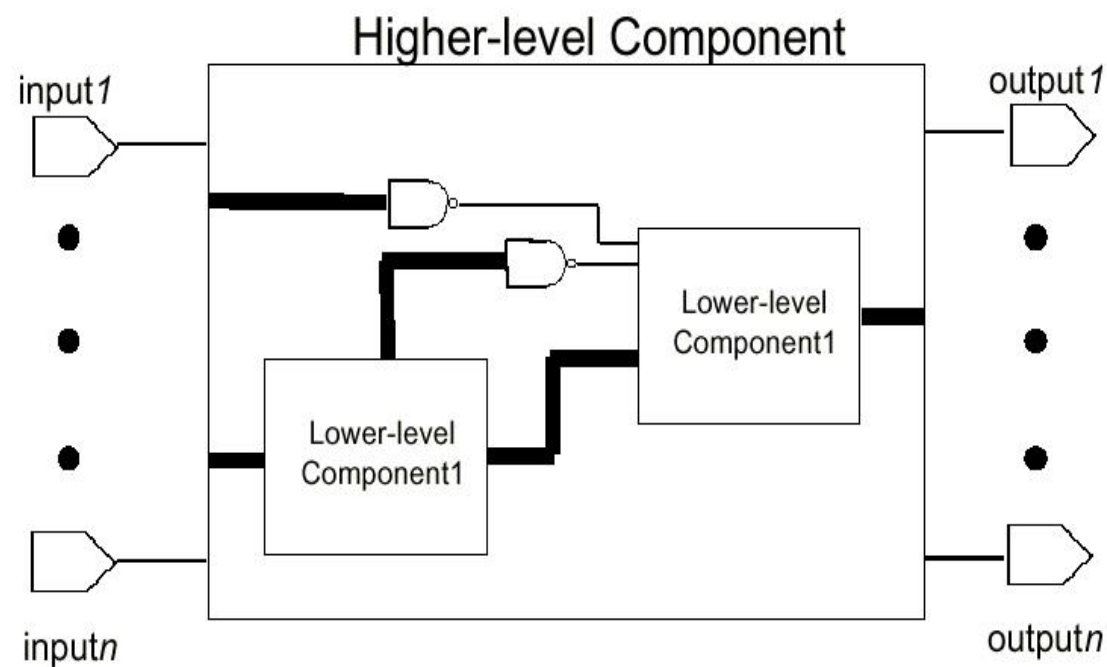 Higher-level Component
input1
output1
Lower-level
Component1
Lower-level
Component1
inputn
outputn